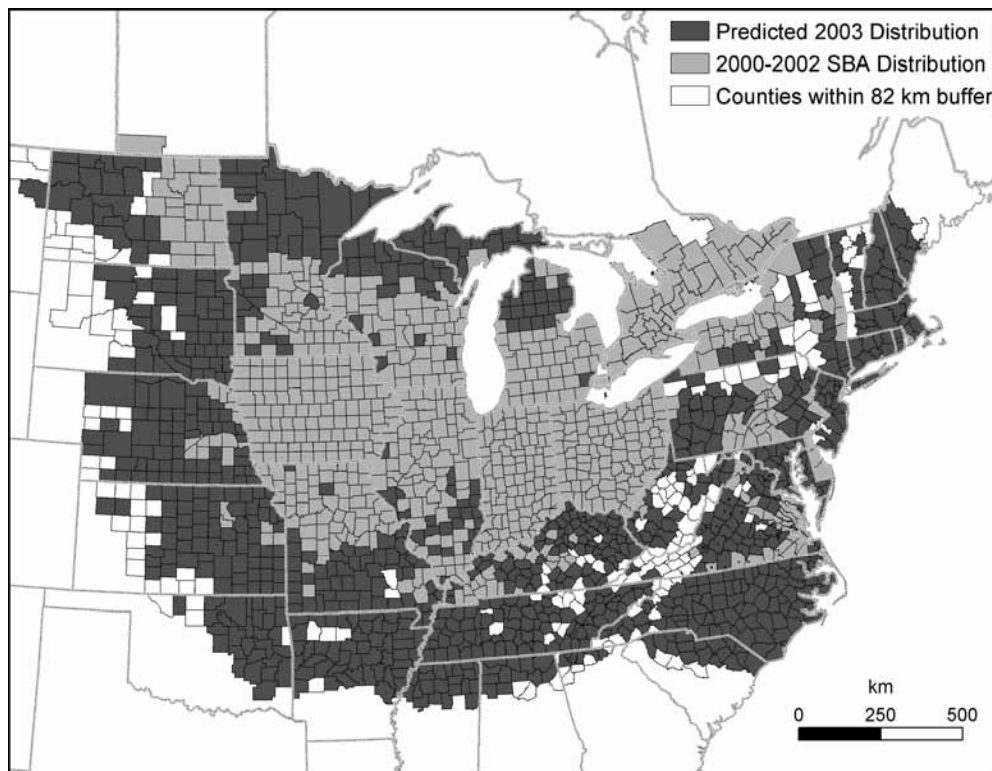 Predicted 2003 Distribution
2000-2002 SBA Distribution
Counties within 82 km buffer
km
0 250 500